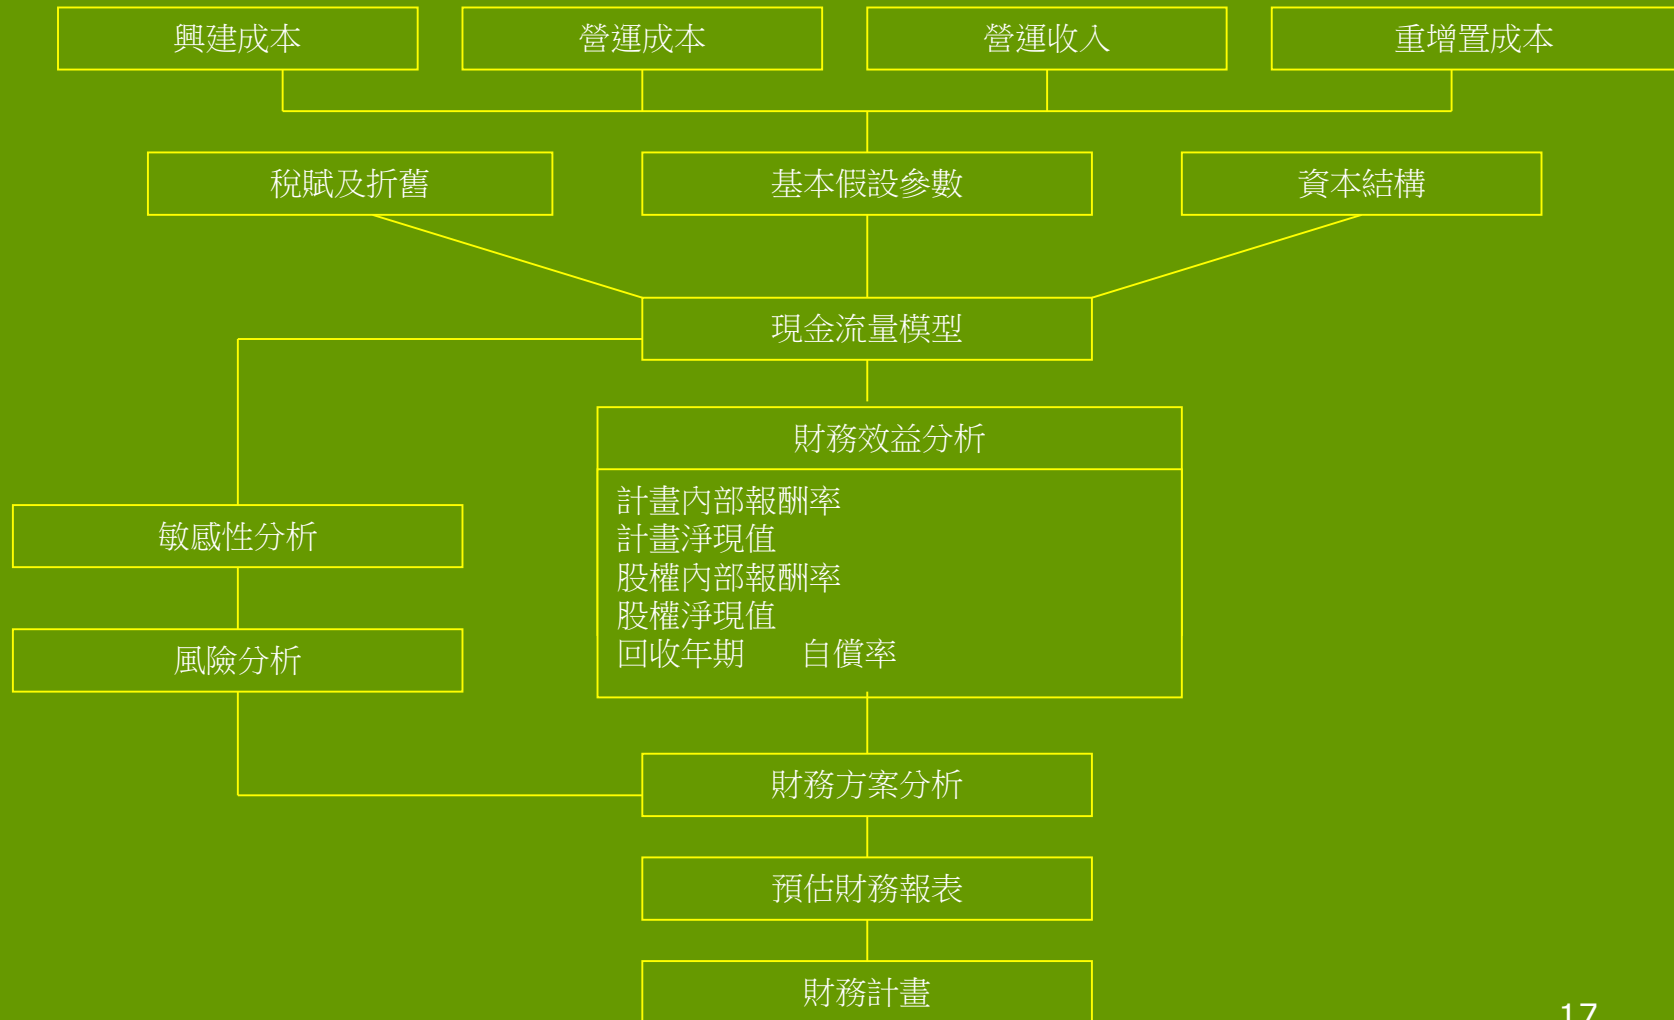 興建成本
營運成本
營運收入
重增置成本
稅賦及折舊
基本假設參數
資本結構
現金流量模型
財務效益分析
計畫內部報酬率
計畫淨現值
股權內部報酬率
股權淨現值
回收年期 自償率
敏感性分析
風險分析
財務方案分析
預估財務報表
財務計畫
17